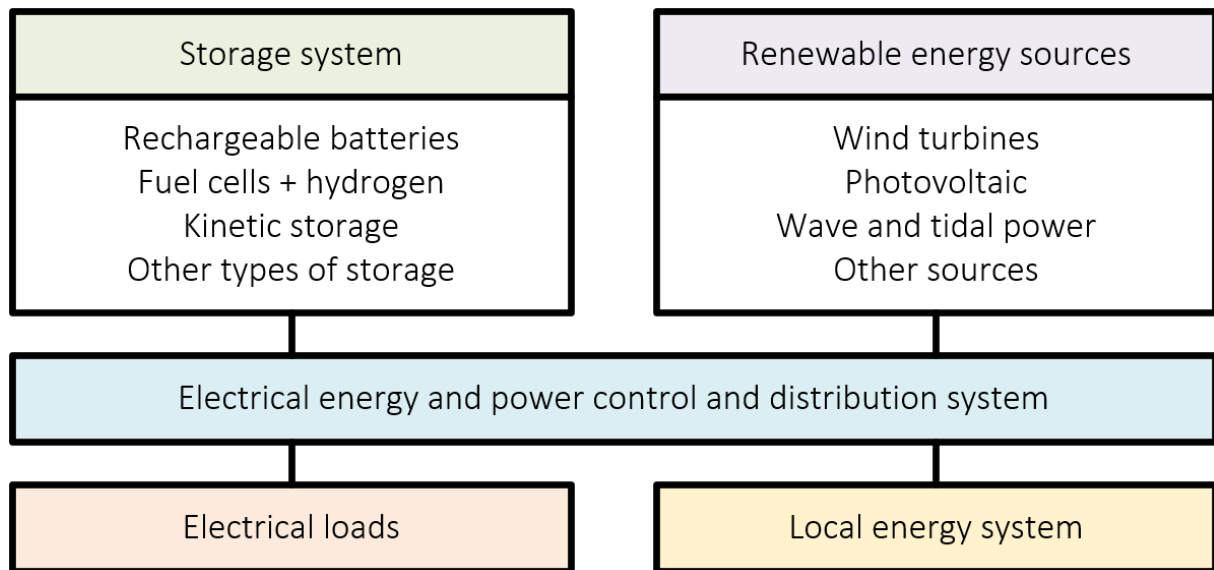 Storage system
Rechargeable batteries
Fuel cells + hydrogen
Kinetic storage
Other types of storage
Renewable energy sources
Wind turbines
Photovoltaic
Wave and tidal power
Other sources
Electrical energy and power control and distribution system
Electrical loads
Local energy system